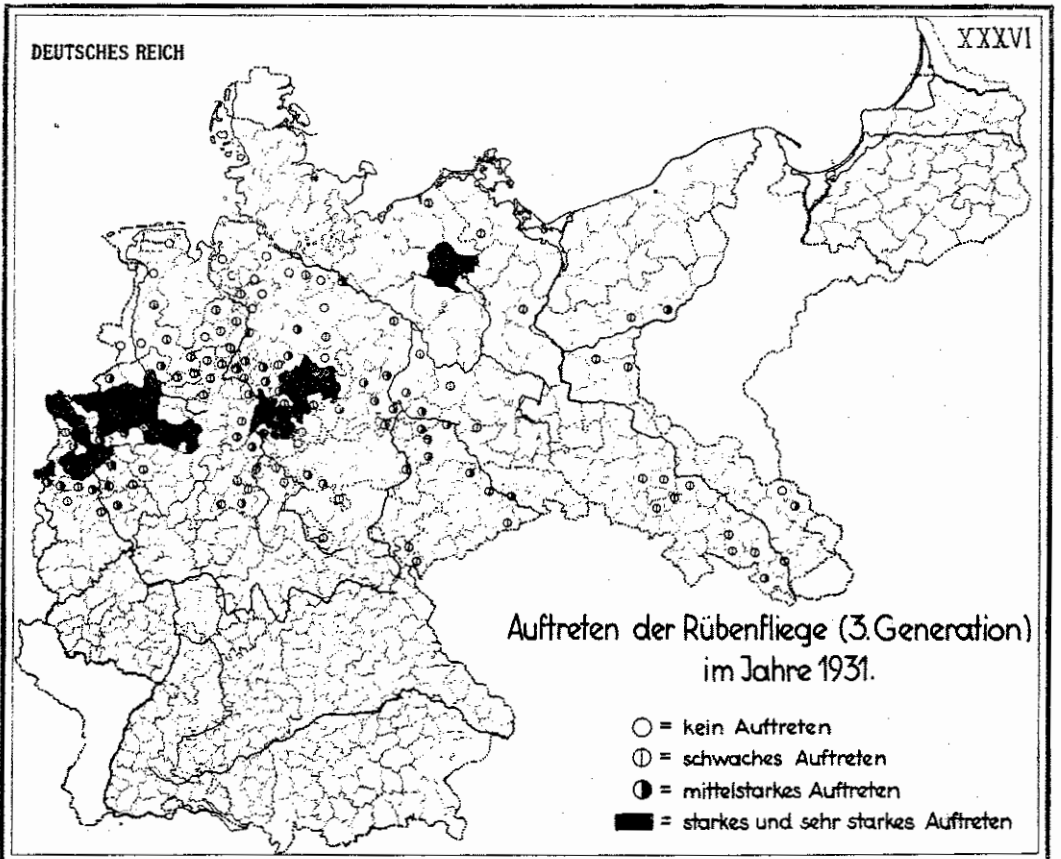 DEUTSCHES REICH
XXXVI
Auftreten der Rübenfliege (3.Generation)
im Jahre 1931.
○ = kein Auftreten
⦶ = schwaches Auftreten
◑ = mittelstarkes Auftreten
■ = starkes und sehr starkes Auftreten